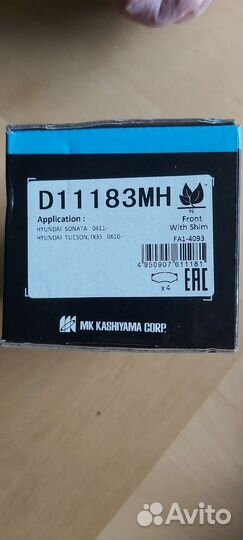 D11183MH
N
Front
With Shim
Application :
HYUNDAI SONATA 0411-
HYUNDAI TUCSON, IX35 0610-
FA1-4093
4 950907 611181
x4
EAC
MK KASHIYAMA CORP.
Avito